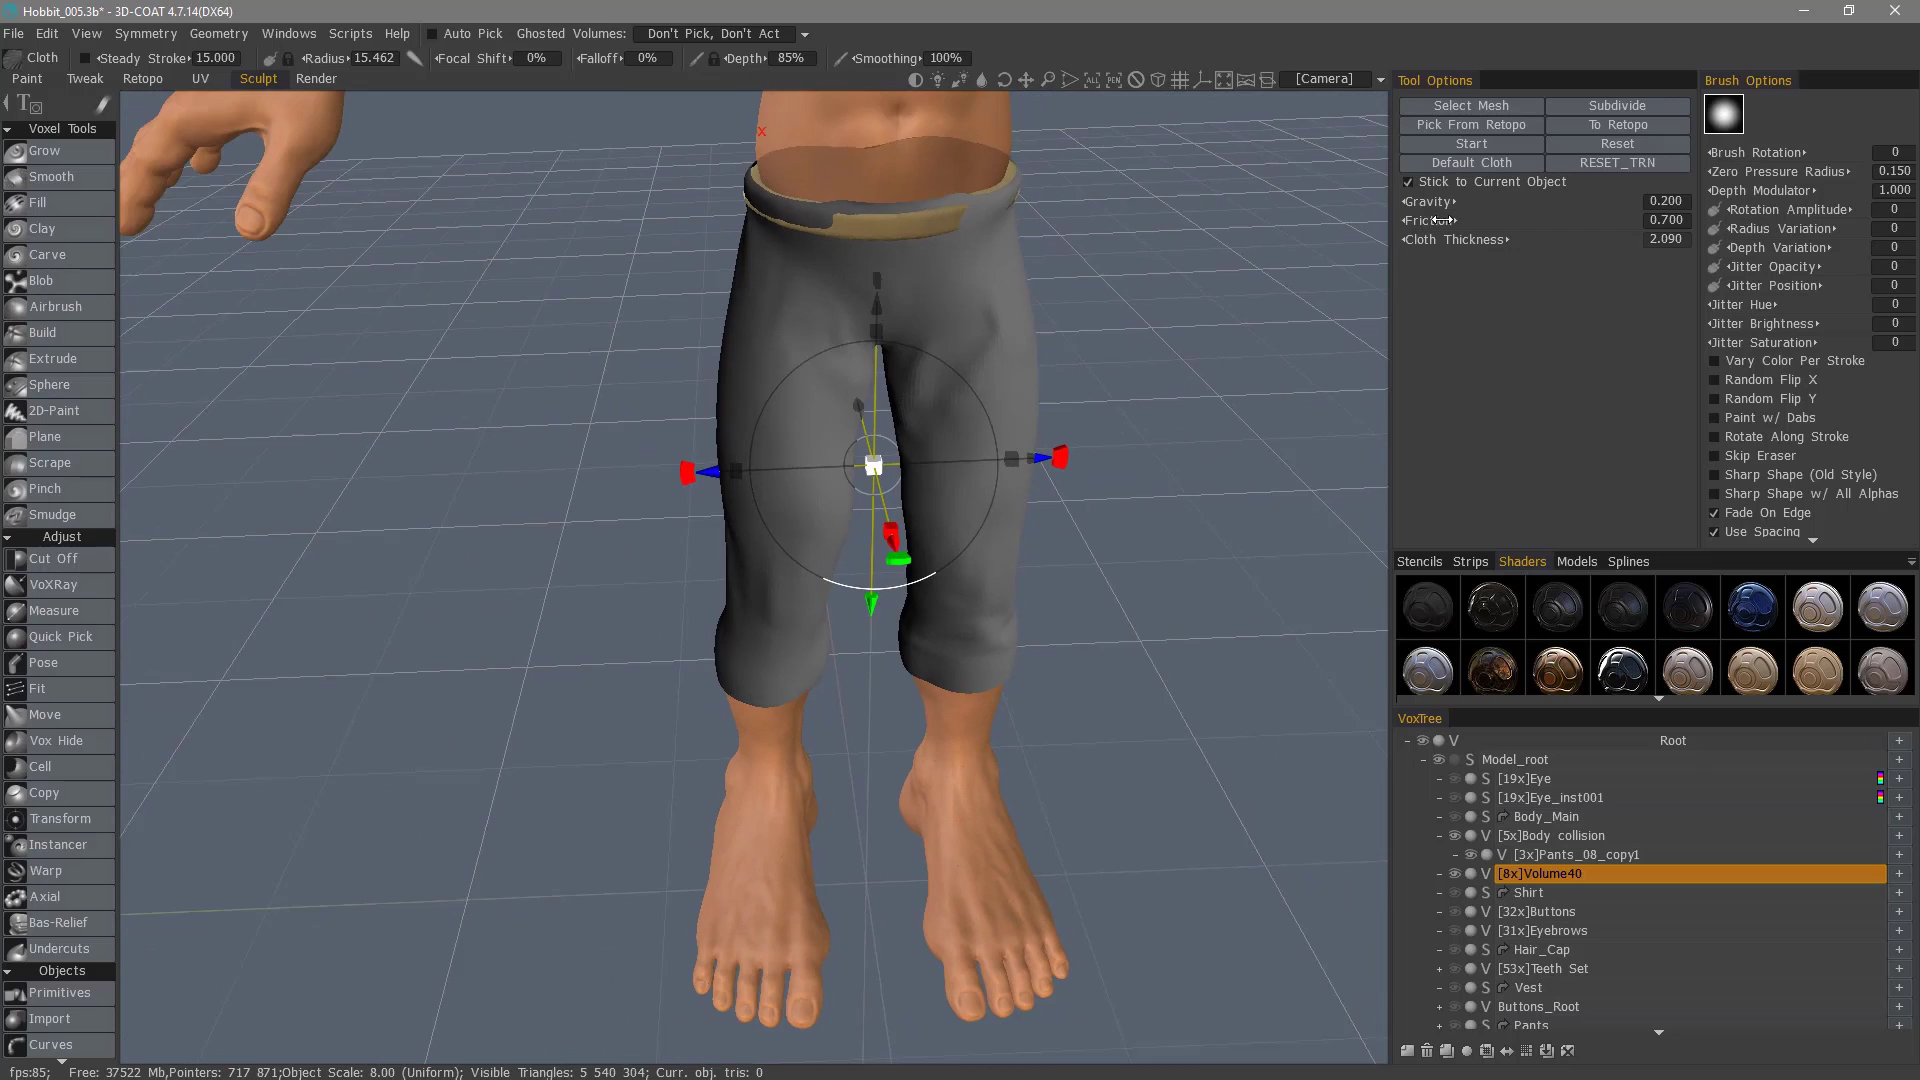 Hobbit_005.3b* - 3D-COAT 4.7.14(DX64)
File Edit View Symmetry Geometry Windows Scripts Help Auto Pick Ghosted Volumes: Don't Pick, Don't Act
Cloth Steady Stroke 15.000 Radius 15.462 Focal Shift 0% Falloff 0% Depth 85% Smoothing 100%
Paint Tweak Retopo UV Sculpt Render [Camera]
ALL PEN
Voxel Tools
Grow
Smooth
Fill
Clay
Carve
Blob
Airbrush
Build
Extrude
Sphere
2D-Paint
Plane
Scrape
Pinch
Smudge
Adjust
Cut Off
VoXRay
Measure
Quick Pick
Pose
Fit
Move
Vox Hide
Cell
Copy
Transform
Instancer
Warp
Axial
Bas-Relief
Undercuts
Objects
Primitives
Import
Curves
x
Tool Options
Select Mesh Subdivide
Pick From Retopo To Retopo
Start Reset
Default Cloth RESET_TRN
Stick to Current Object
Gravity 0.200
0.700
Cloth Thickness 2.090
Brush Options
Brush Rotation 0
Zero Pressure Radius 0.150
Depth Modulator 1.000
Rotation Amplitude 0
Radius Variation 0
Depth Variation 0
Jitter Opacity 0
Jitter Position 0
Jitter Hue 0
Jitter Brightness 0
Jitter Saturation 0
Vary Color Per Stroke
Random Flip X
Random Flip Y
Paint w/ Dabs
Rotate Along Stroke
Skip Eraser
Sharp Shape (Old Style)
Sharp Shape w/ All Alphas
Fade On Edge
Use Spacing
Stencils Strips Shaders Models Splines
VoxTree
V Root +
S Model_root +
S [19x]Eye +
S [19x]Eye_inst001 +
S Body_Main +
V [5x]Body collision +
V [3x]Pants_08_copy1 +
V [8x]Volume40 +
S Shirt +
V [32x]Buttons +
V [31x]Eyebrows +
S Hair_Cap +
V [53x]Teeth Set +
S Vest +
V Buttons_Root +
S Pants +
fps:85; Free: 37522 Mb,Pointers: 717 871;Object Scale: 8.00 (Uniform); Visible Triangles: 5 540 304; Curr. obj. tris: 0